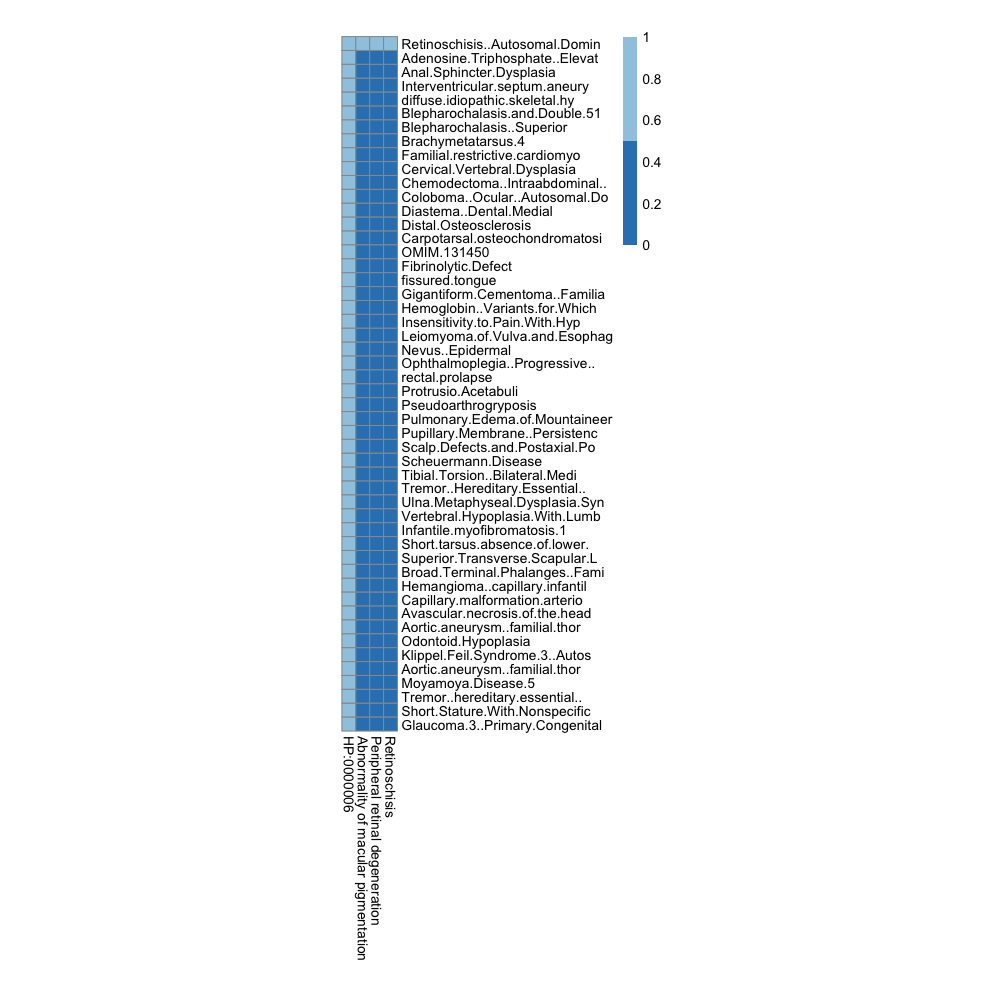 Retinoschisis..Autosomal.Domin
Adenosine.Triphosphate..Elevat
Anal.Sphincter.Dysplasia
Interventricular.septum.aneury
diffuse.idiopathic.skeletal.hy
Blepharochalasis.and.Double.51
Blepharochalasis..Superior
Brachymetatarsus.4
Familial.restrictive.cardiomyo
Cervical.Vertebral.Dysplasia
Chemodectoma..Intraabdominal..
Coloboma..Ocular..Autosomal.Do
Diastema..Dental.Medial
Distal.Osteosclerosis
Carpotarsal.osteochondromatosi
OMIM.131450
Fibrinolytic.Defect
fissured.tongue
Gigantiform.Cementoma..Familia
Hemoglobin..Variants.for.Which
Insensitivity.to.Pain.With.Hyp
Leiomyoma.of.Vulva.and.Esophag
Nevus..Epidermal
Ophthalmoplegia..Progressive..
rectal.prolapse
Protrusio.Acetabuli
Pseudoarthrogryposis
Pulmonary.Edema.of.Mountaineer
Pupillary.Membrane..Persistenc
Scalp.Defects.and.Postaxial.Po
Scheuermann.Disease
Tibial.Torsion..Bilateral.Medi
Tremor..Hereditary.Essential..
Ulna.Metaphyseal.Dysplasia.Syn
Vertebral.Hypoplasia.With.Lumb
Infantile.myofibromatosis.1
Short.tarsus.absence.of.lower.
Superior.Transverse.Scapular.L
Broad.Terminal.Phalanges..Fami
Hemangioma..capillary.infantil
Capillary.malformation.arterio
Avascular.necrosis.of.the.head
Aortic.aneurysm..familial.thor
Odontoid.Hypoplasia
Klippel.Feil.Syndrome.3..Autos
Aortic.aneurysm..familial.thor
Moyamoya.Disease.5
Tremor..hereditary.essential..
Short.Stature.With.Nonspecific
Glaucoma.3..Primary.Congenital
1
0.8
0.6
0.4
0.2
0
HP:0000006
Abnormality of macular pigmentation
Peripheral retinal degeneration
Retinoschisis